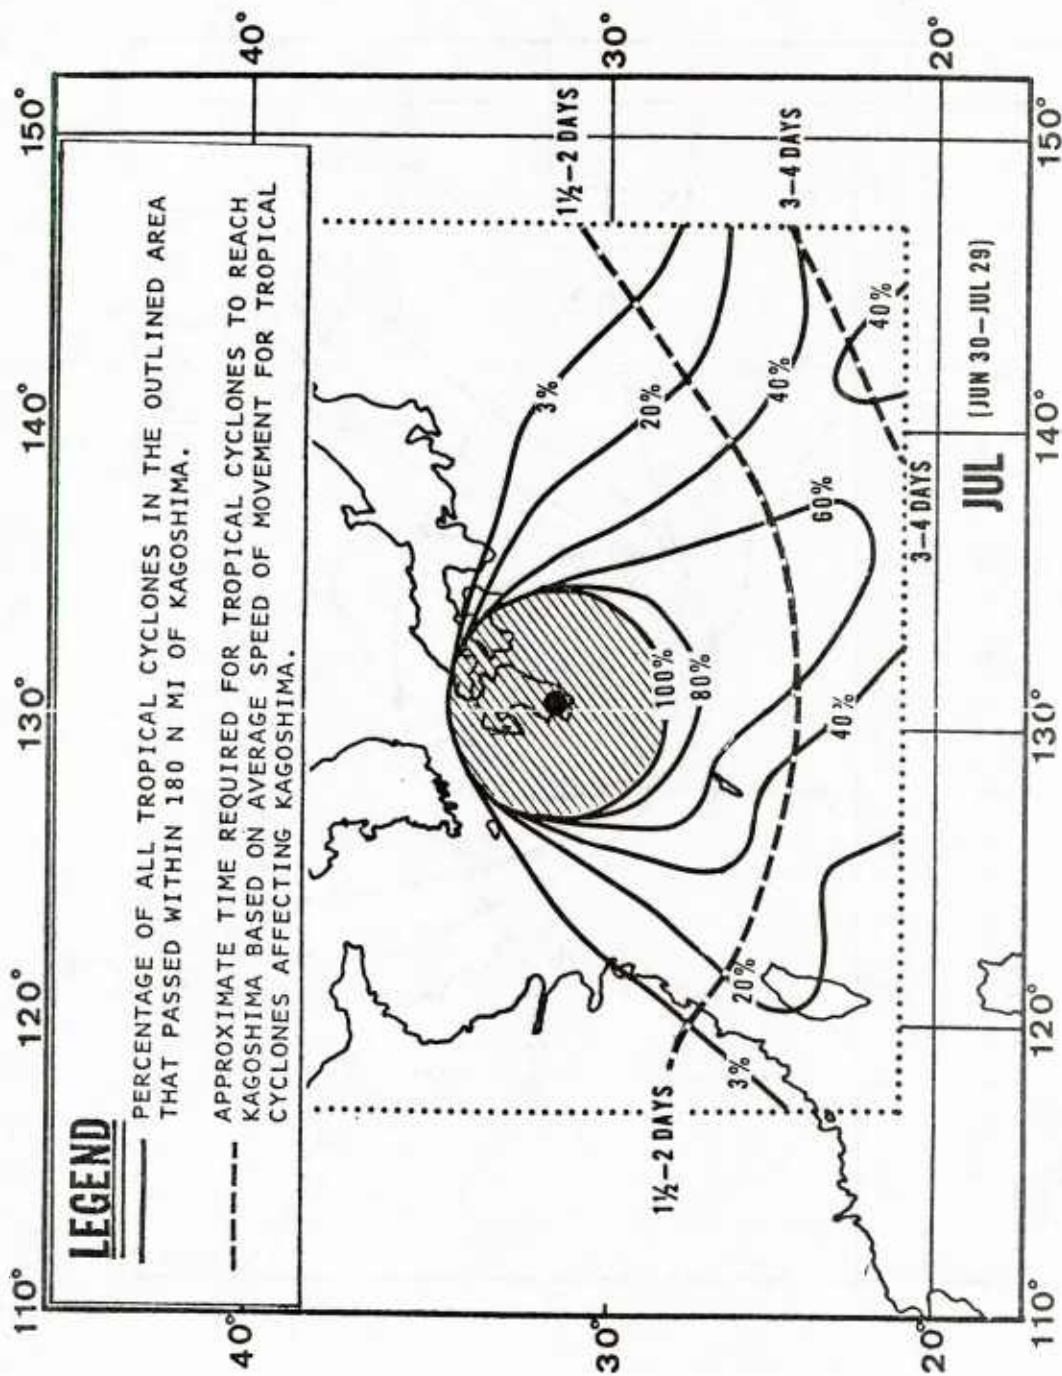 LEGEND
PERCENTAGE OF ALL TROPICAL CYCLONES IN THE OUTLINED AREA
THAT PASSED WITHIN 180 N MI OF KAGOSHIMA.
APPROXIMATE TIME REQUIRED FOR TROPICAL CYCLONES TO REACH
KAGOSHIMA BASED ON AVERAGE SPEED OF MOVEMENT FOR TROPICAL
CYCLONES AFFECTING KAGOSHIMA.
110°
120°
130°
140°
150°
40°
40°
30°
30°
20°
20°
3%
20%
1½-2 DAYS
40%
60%
3-4 DAYS
40%
100%
80%
40%
20%
3%
1½-2 DAYS
3-4 DAYS
JUL
(JUN 30-JUL 29)
110°
120°
130°
140°
150°